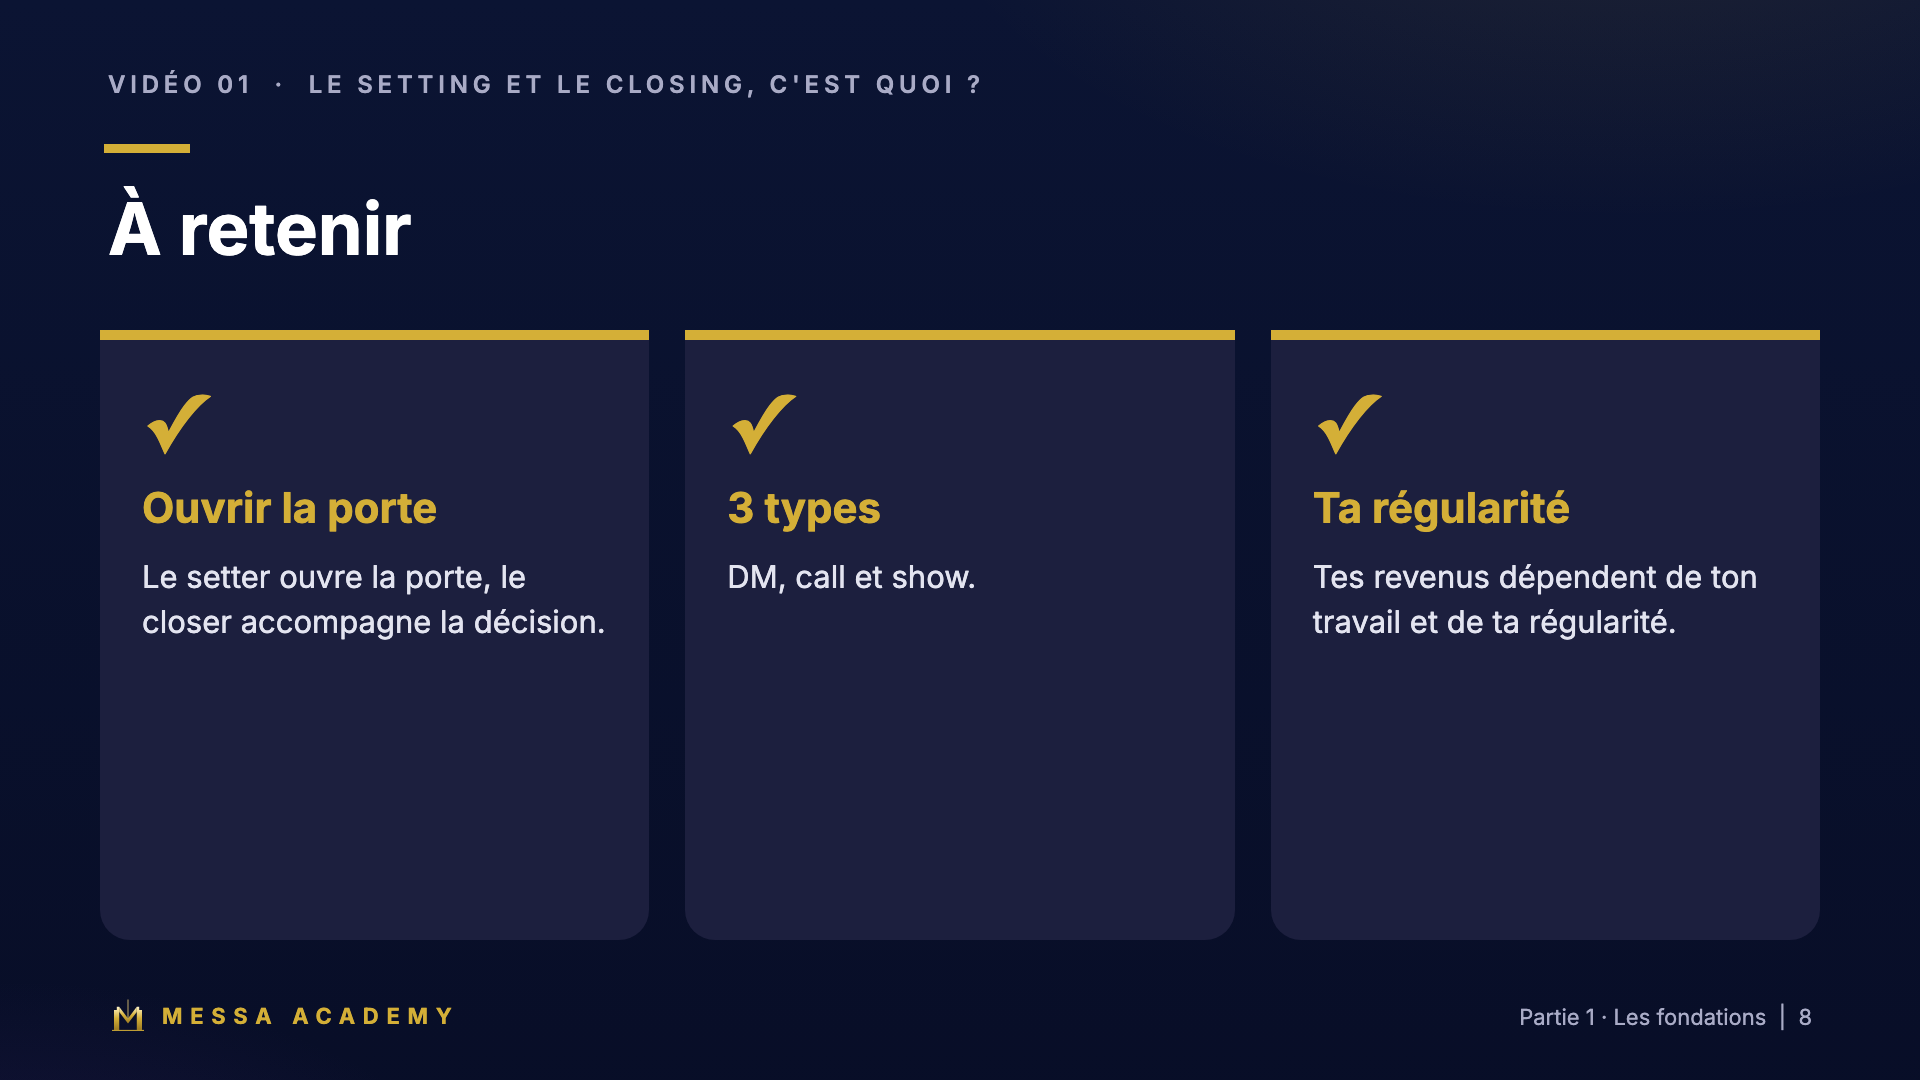 VIDÉO 01 · LE SETTING ET LE CLOSING, C'EST QUOI ?
À retenir
✓
Ouvrir la porte
Le setter ouvre la porte, le
closer accompagne la décision.
✓
3 types
DM, call et show.
✓
Ta régularité
Tes revenus dépendent de ton
travail et de ta régularité.
MESSA ACADEMY
Partie 1 · Les fondations | 8